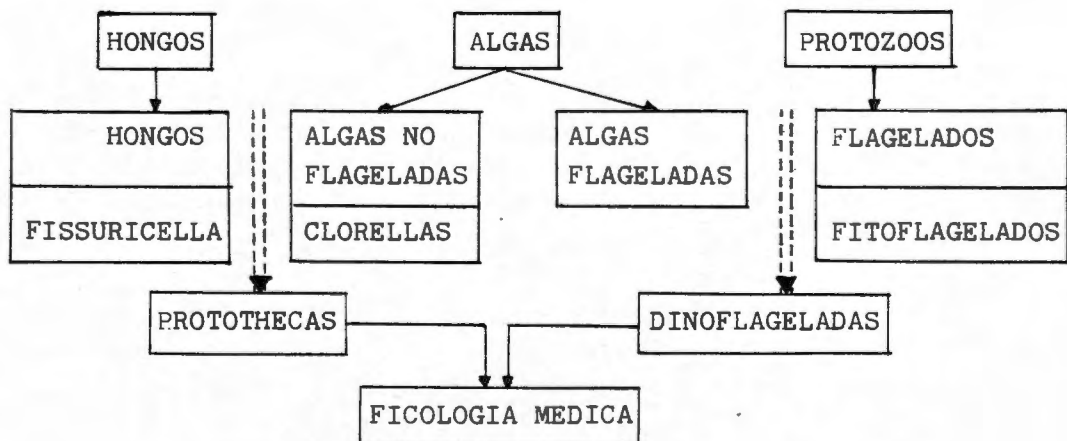 HONGOS
ALGAS
PROTOZOOS
HONGOS
FISSURICELLA
ALGAS NO
FLAGELADAS
CLORELLAS
ALGAS
FLAGELADAS
FLAGELADOS
FITOFLAGELADOS
PROTOTHECAS
DINOFLAGELADAS
FICOLOGIA MEDICA